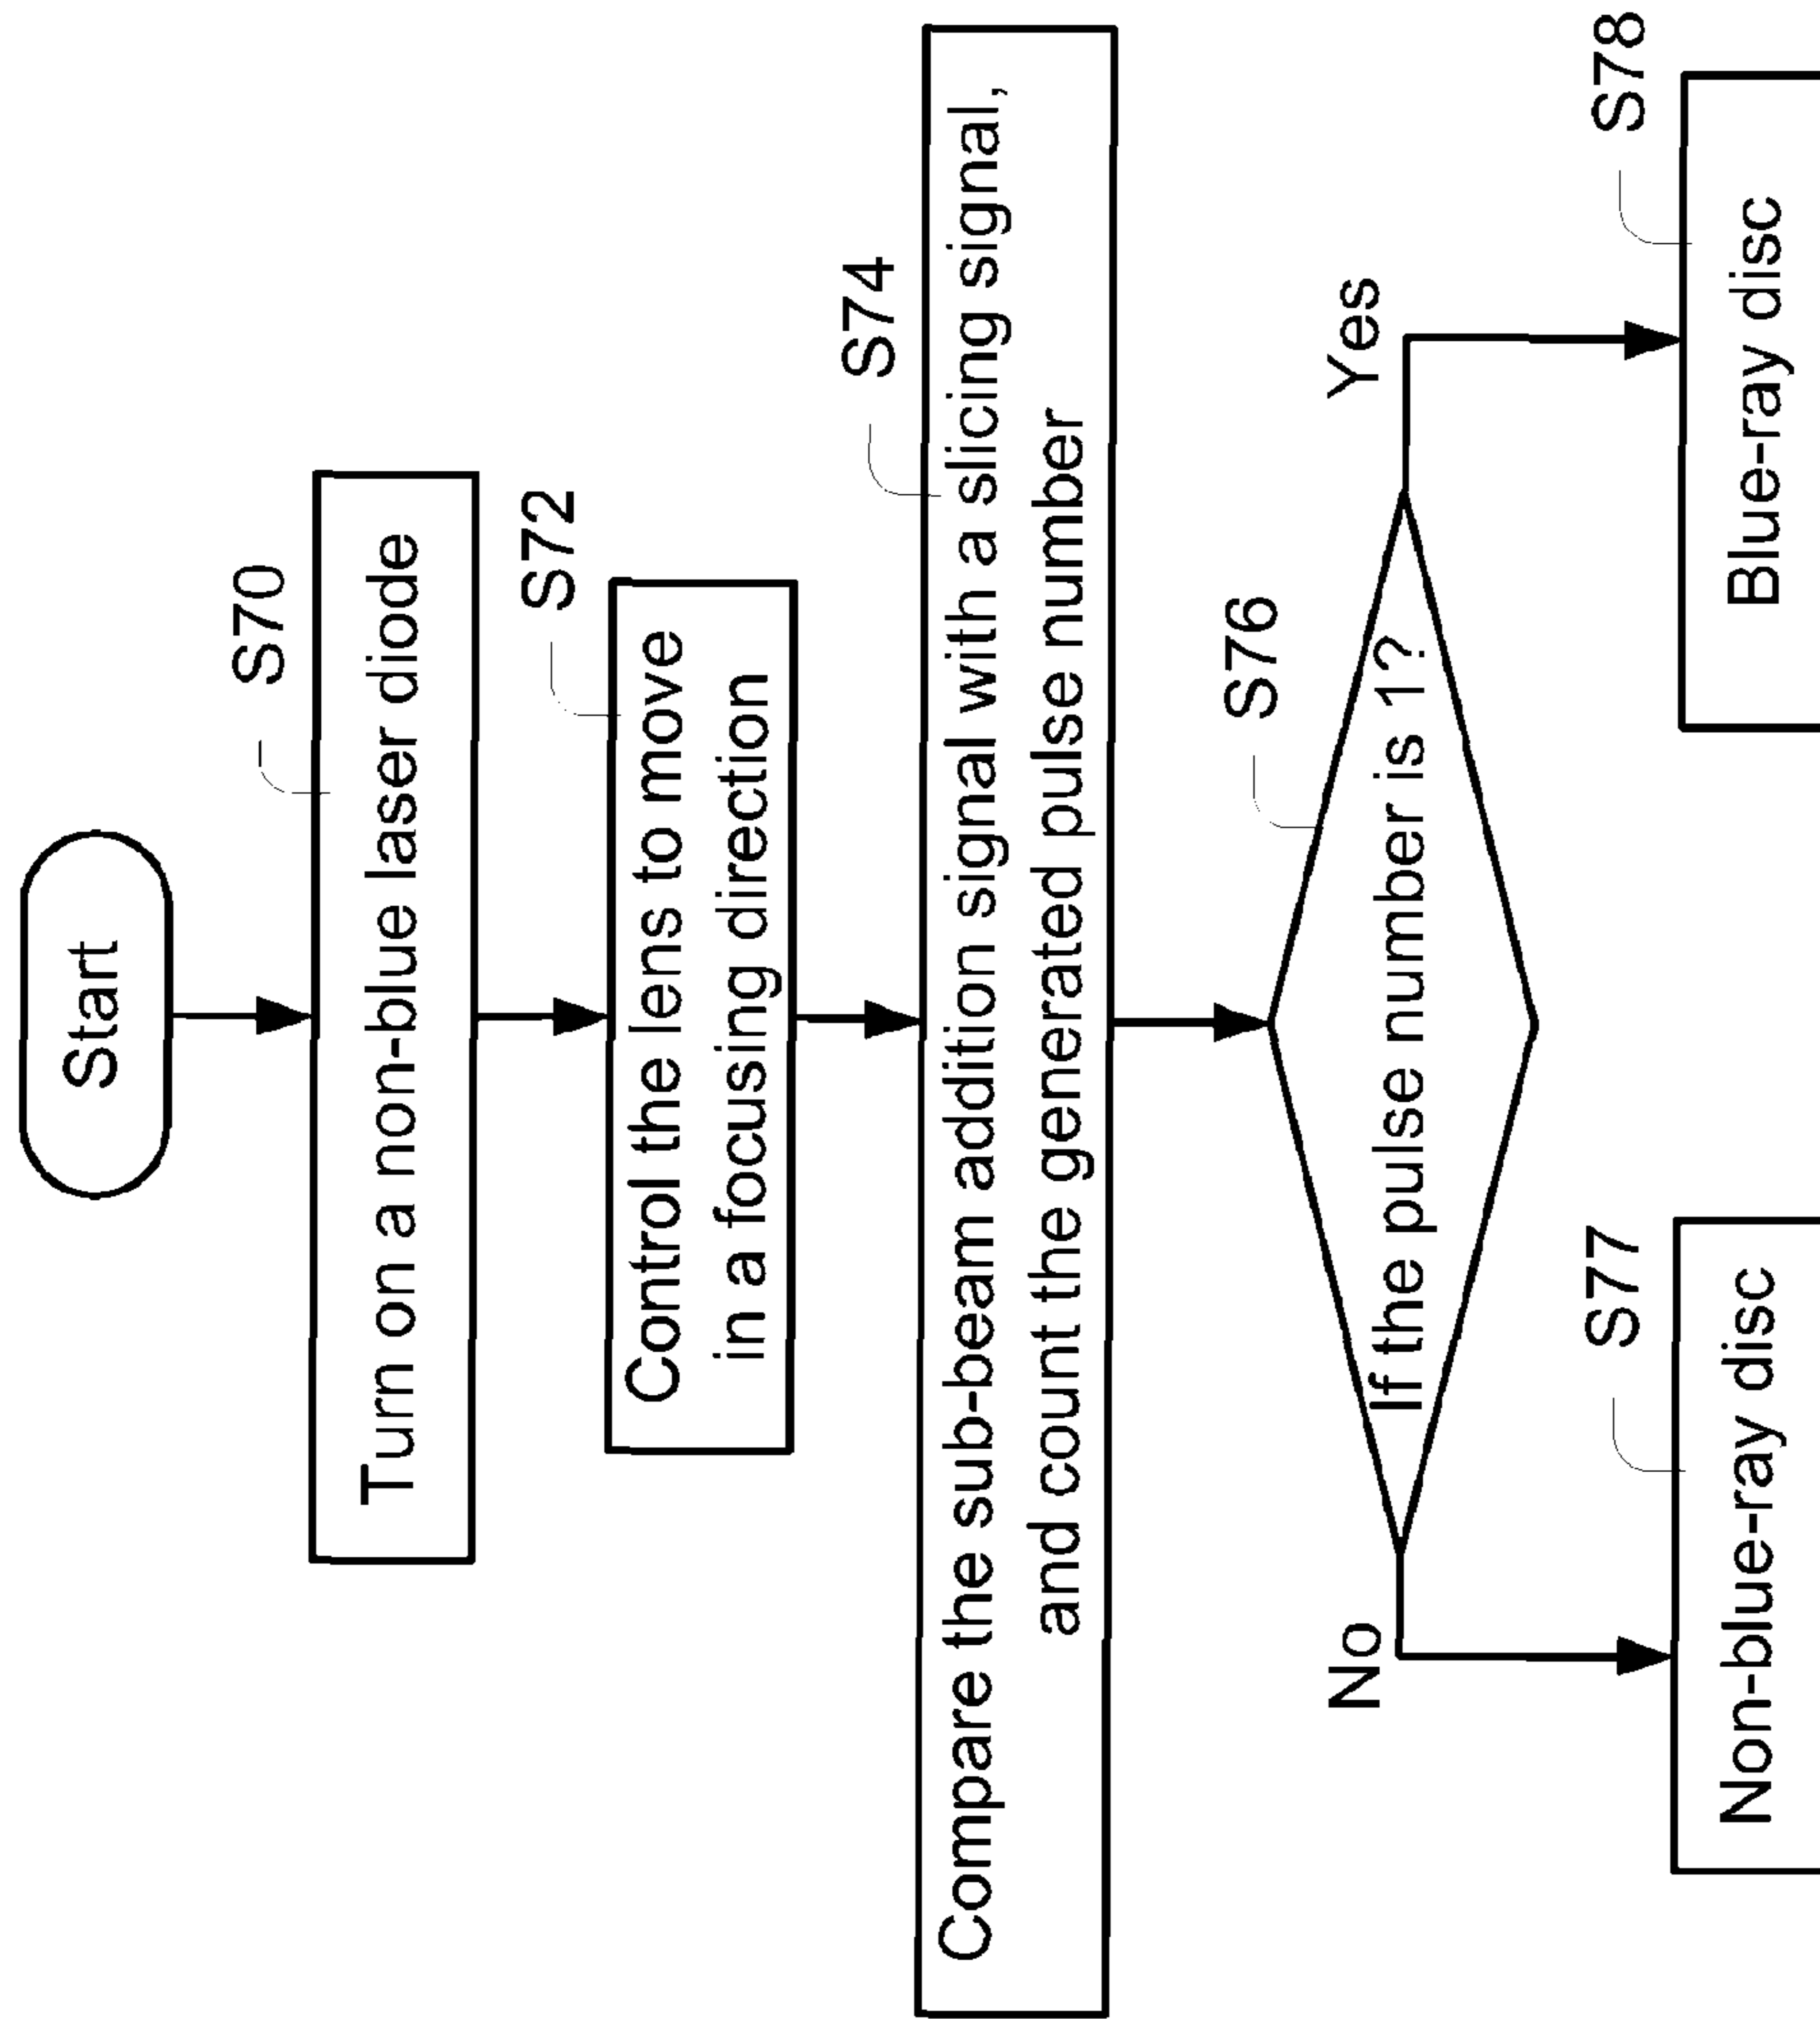 Start
S70
Turn on a non-blue laser diode
S72
Control the lens to move
in a focusing direction
S74
Compare the sub-beam addition signal with a slicing signal,
and count the generated pulse number
S76
If the pulse number is 1?
No
Yes
S77
Non-blue-ray disc
S78
Blue-ray disc